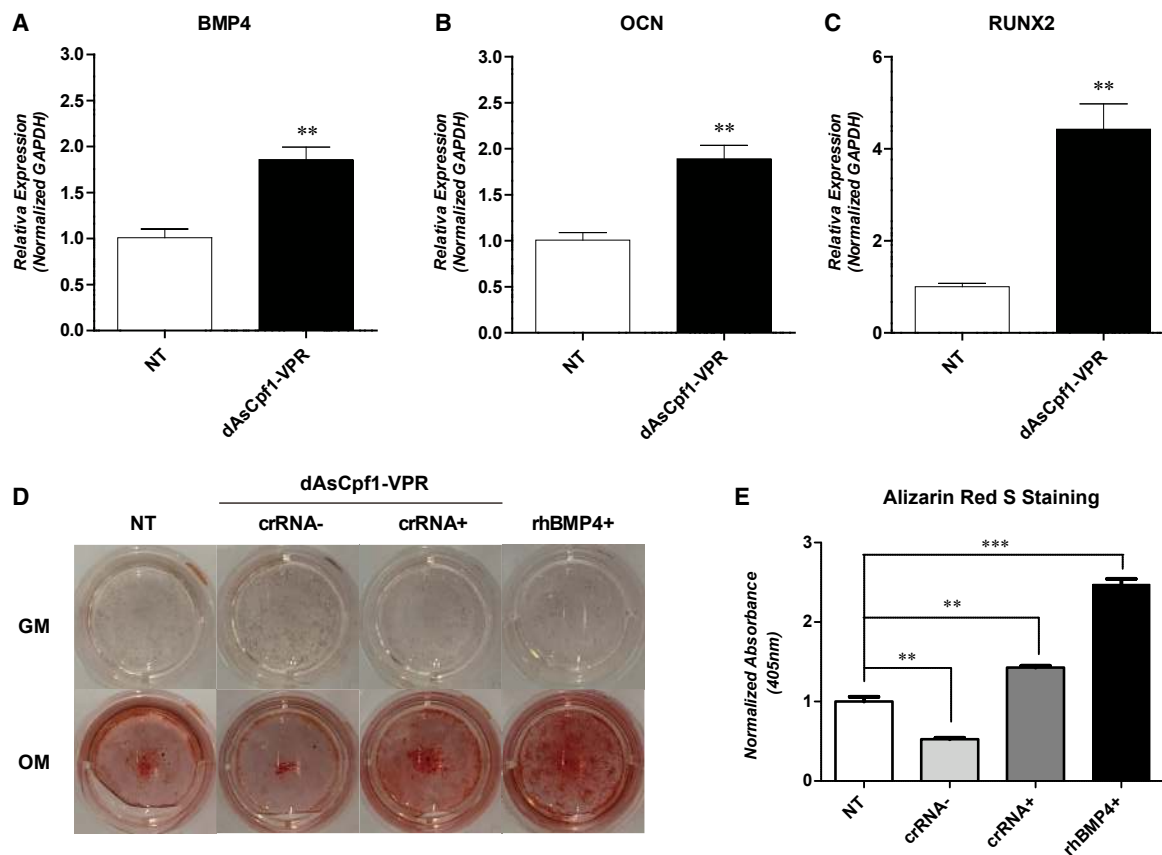 A
BMP4
Relativa Expression
(Normalized GAPDH)
3.0
2.5
2.0
1.5
1.0
0.5
0.0
**
NT
dAsCpf1-VPR
B
OCN
Relative Expression
(Normalized GAPDH)
3.0
2.5
2.0
1.5
1.0
0.5
0.0
**
NT
dAsCpf1-VPR
C
RUNX2
Relative Expression
(Normalized GAPDH)
6
4
2
0
**
NT
dAsCpf1-VPR
D
dAsCpf1-VPR
NT crRNA- crRNA+ rhBMP4+
GM
OM
E
Alizarin Red S Staining
Normalized Absorbance
(405nm)
3
2
1
0
***
**
**
NT
crRNA-
crRNA+
rhBMP4+